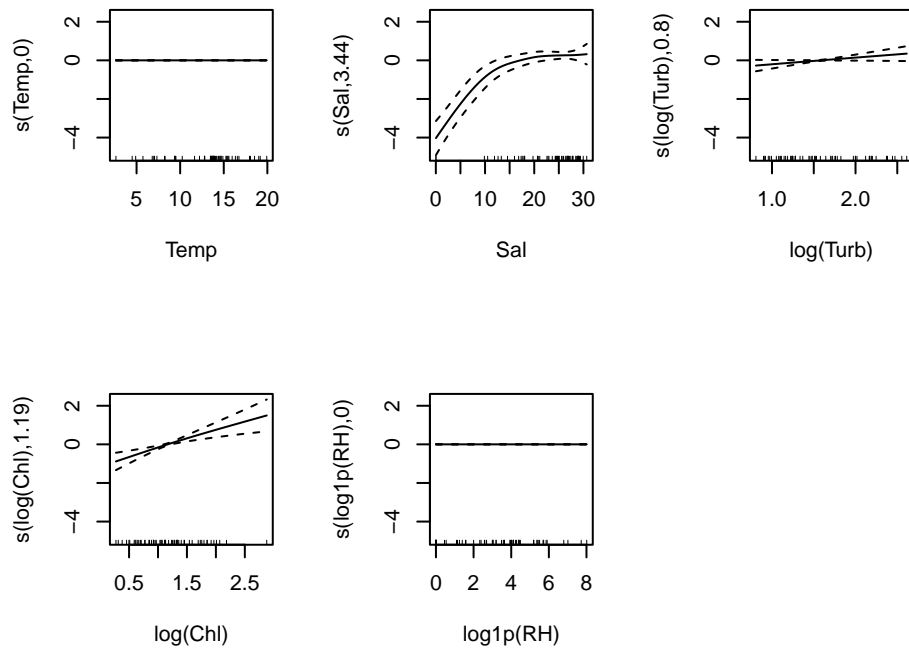 s(Temp,0)
2
0
−4
5 10 15 20
Temp
s(Sal,3.44)
2
0
−4
0 10 20 30
Sal
s(log(Turb),0.8)
2
0
−4
1.0 2.0
log(Turb)
s(log(Chl),1.19)
2
0
−4
0.5 1.5 2.5
log(Chl)
s(log1p(RH),0)
2
0
−4
0 2 4 6 8
log1p(RH)